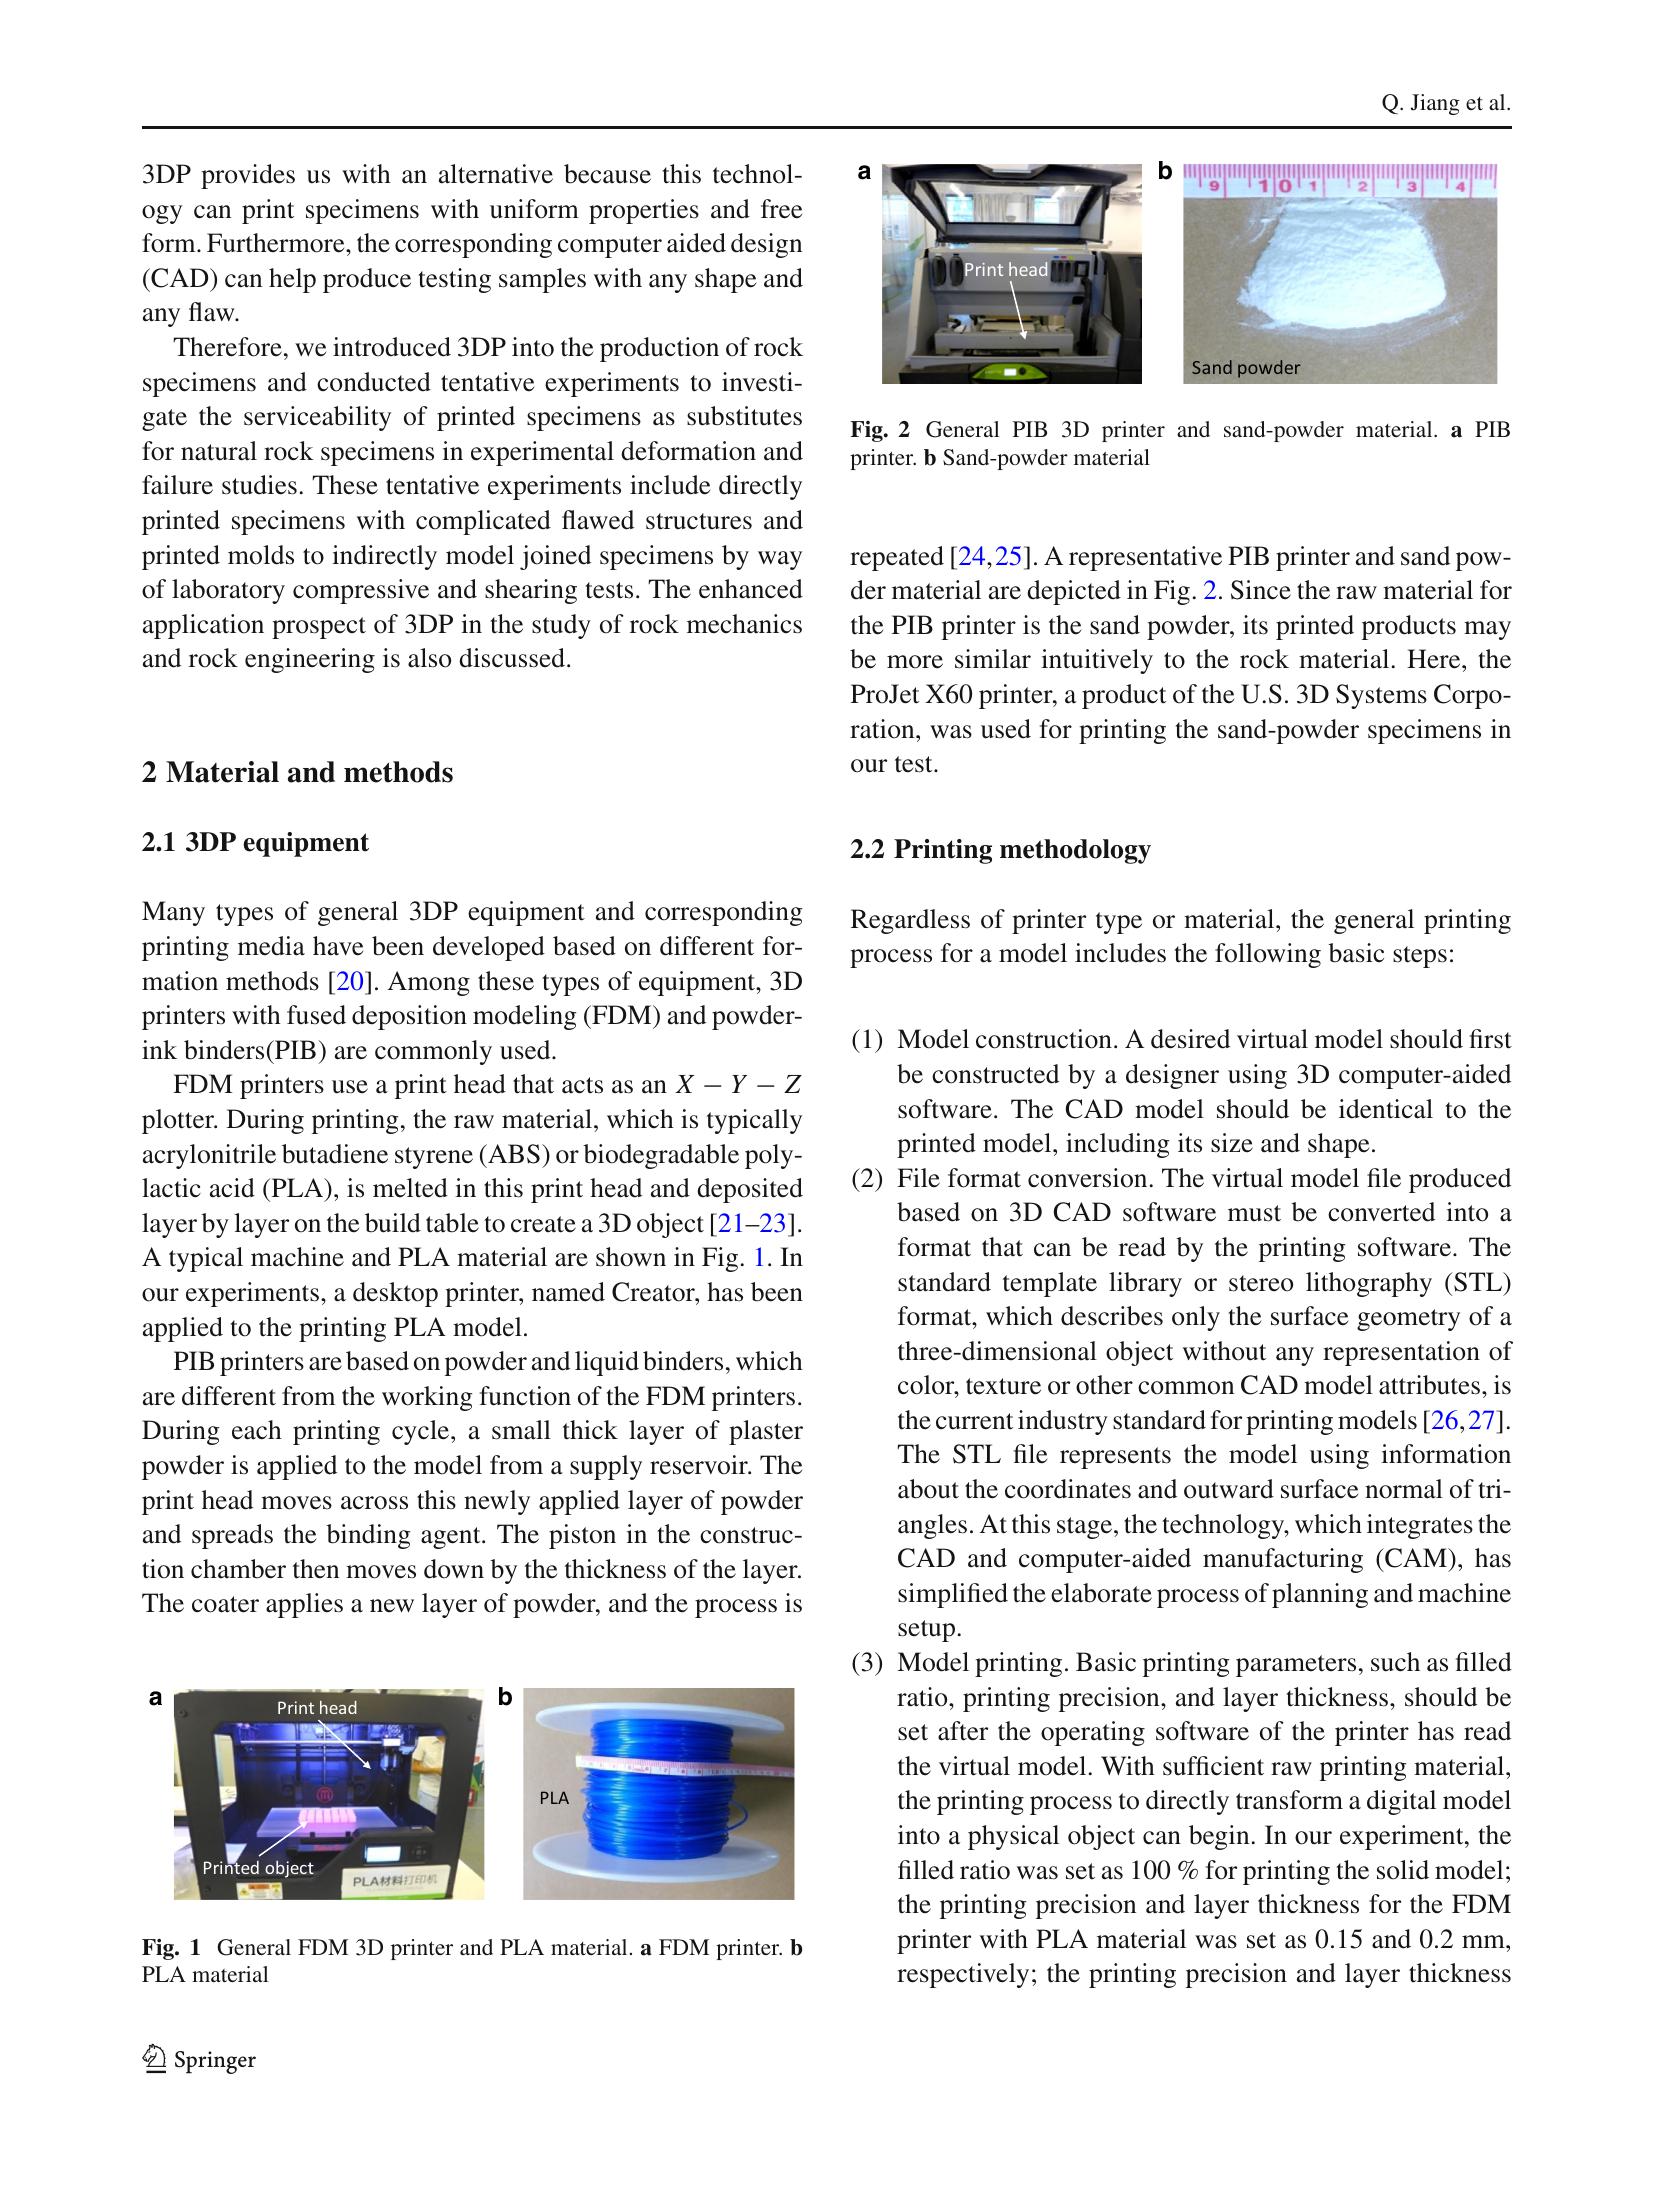 Q. Jiang et al.
3DP provides us with an alternative because this technol-
ogy can print specimens with uniform properties and free
form. Furthermore, the corresponding computer aided design
(CAD) can help produce testing samples with any shape and
any flaw.
Therefore, we introduced 3DP into the production of rock
specimens and conducted tentative experiments to investi-
gate the serviceability of printed specimens as substitutes
for natural rock specimens in experimental deformation and
failure studies. These tentative experiments include directly
printed specimens with complicated flawed structures and
printed molds to indirectly model joined specimens by way
of laboratory compressive and shearing tests. The enhanced
application prospect of 3DP in the study of rock mechanics
and rock engineering is also discussed.
2 Material and methods
2.1 3DP equipment
Many types of general 3DP equipment and corresponding
printing media have been developed based on different for-
mation methods [20]. Among these types of equipment, 3D
printers with fused deposition modeling (FDM) and powder-
ink binders(PIB) are commonly used.
FDM printers use a print head that acts as an X – Y – Z
plotter. During printing, the raw material, which is typically
acrylonitrile butadiene styrene (ABS) or biodegradable poly-
lactic acid (PLA), is melted in this print head and deposited
layer by layer on the build table to create a 3D object [21–23].
A typical machine and PLA material are shown in Fig. 1. In
our experiments, a desktop printer, named Creator, has been
applied to the printing PLA model.
PIB printers are based on powder and liquid binders, which
are different from the working function of the FDM printers.
During each printing cycle, a small thick layer of plaster
powder is applied to the model from a supply reservoir. The
print head moves across this newly applied layer of powder
and spreads the binding agent. The piston in the construc-
tion chamber then moves down by the thickness of the layer.
The coater applies a new layer of powder, and the process is
a
Print head
Printed object
PLA材料打印机
b
PLA
Fig. 1 General FDM 3D printer and PLA material. a FDM printer. b
PLA material
a
Print head
b
9 10 1 2 3 4
Sand powder
Fig. 2 General PIB 3D printer and sand-powder material. a PIB
printer. b Sand-powder material
repeated [24,25]. A representative PIB printer and sand pow-
der material are depicted in Fig. 2. Since the raw material for
the PIB printer is the sand powder, its printed products may
be more similar intuitively to the rock material. Here, the
ProJet X60 printer, a product of the U.S. 3D Systems Corpo-
ration, was used for printing the sand-powder specimens in
our test.
2.2 Printing methodology
Regardless of printer type or material, the general printing
process for a model includes the following basic steps:
(1) Model construction. A desired virtual model should first
be constructed by a designer using 3D computer-aided
software. The CAD model should be identical to the
printed model, including its size and shape.
(2) File format conversion. The virtual model file produced
based on 3D CAD software must be converted into a
format that can be read by the printing software. The
standard template library or stereo lithography (STL)
format, which describes only the surface geometry of a
three-dimensional object without any representation of
color, texture or other common CAD model attributes, is
the current industry standard for printing models [26,27].
The STL file represents the model using information
about the coordinates and outward surface normal of tri-
angles. At this stage, the technology, which integrates the
CAD and computer-aided manufacturing (CAM), has
simplified the elaborate process of planning and machine
setup.
(3) Model printing. Basic printing parameters, such as filled
ratio, printing precision, and layer thickness, should be
set after the operating software of the printer has read
the virtual model. With sufficient raw printing material,
the printing process to directly transform a digital model
into a physical object can begin. In our experiment, the
filled ratio was set as 100 % for printing the solid model;
the printing precision and layer thickness for the FDM
printer with PLA material was set as 0.15 and 0.2 mm,
respectively; the printing precision and layer thickness
Springer